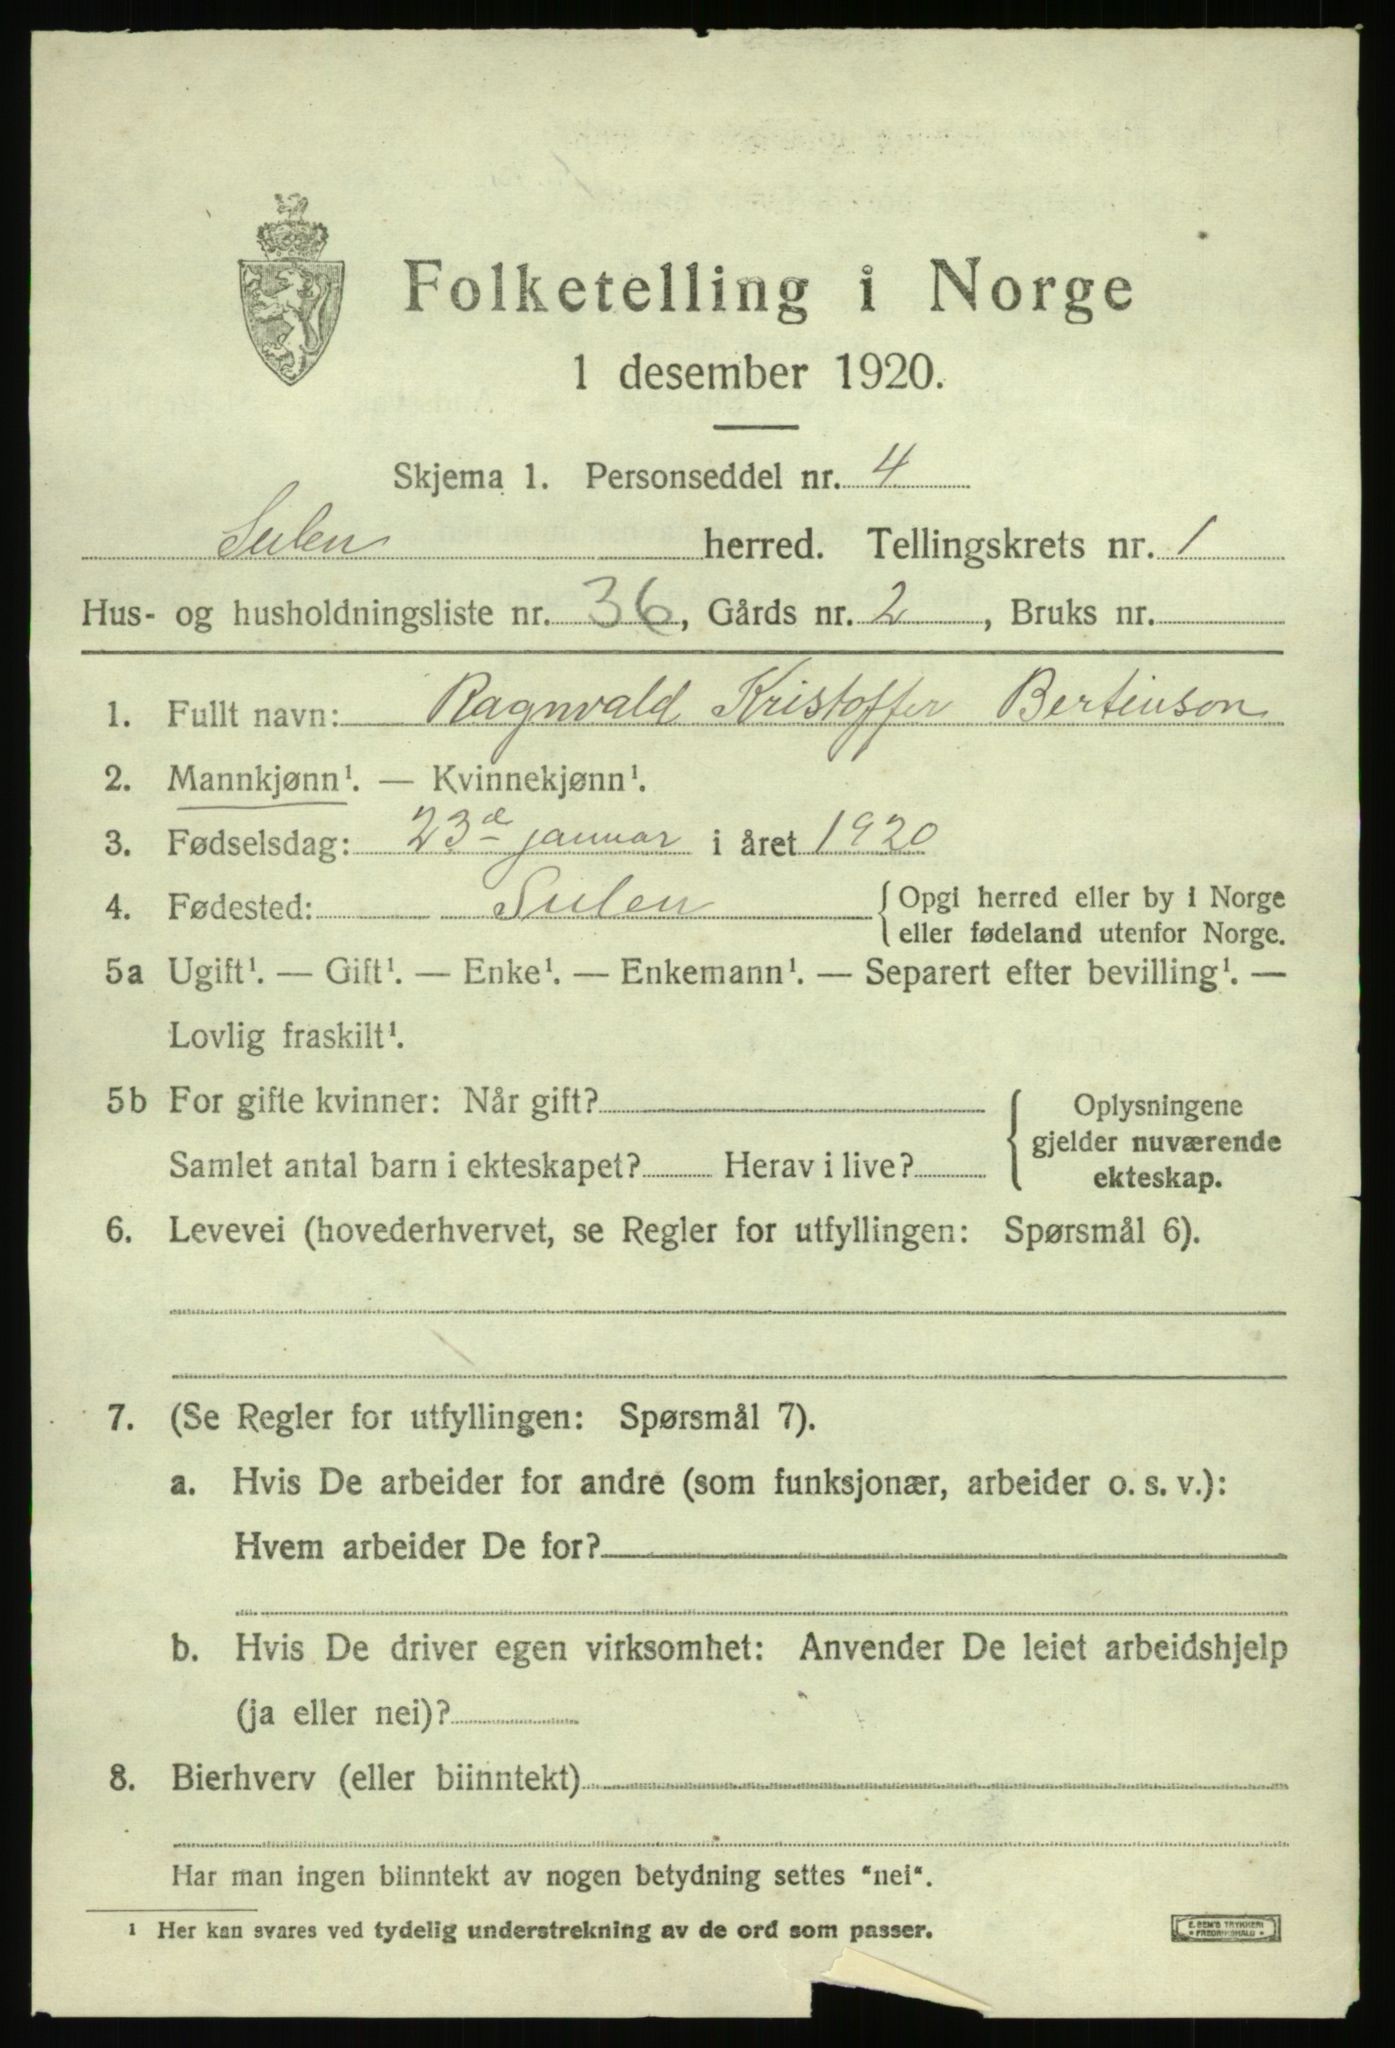 Folketelling i Norge
1 desember 1920.
Skjema 1. Personseddel nr. 4
Sulen herred. Tellingskrets nr. 1
Hus- og husholdningsliste nr. 36, Gårds nr. 2, Bruks nr.
1. Fullt navn: Ragnvald Kristoffer Bertinson
2. Mannkjønn¹. — Kvinnekjønn¹.
3. Fødselsdag: 23de januar i året 1920
4. Fødested: Sulen { Opgi herred eller by i Norge
eller fødeland utenfor Norge.
5a Ugift¹. — Gift¹. — Enke¹. — Enkemann¹. — Separert efter bevilling¹. —
Lovlig fraskilt¹.
5b For gifte kvinner: Når gift? { Oplysningene
gjelder nuværende
Samlet antal barn i ekteskapet? Herav i live? ekteskap.
6. Levevei (hovederhvervet, se Regler for utfyllingen: Spørsmål 6).
7. (Se Regler for utfyllingen: Spørsmål 7).
a. Hvis De arbeider for andre (som funksjonær, arbeider o. s. v.):
Hvem arbeider De for?
b. Hvis De driver egen virksomhet: Anvender De leiet arbeidshjelp
(ja eller nei)?
8. Bierhverv (eller biinntekt)
Har man ingen biinntekt av nogen betydning settes "nei".
¹ Her kan svares ved tydelig understrekning av de ord som passer.
E. SEM'S TRYKKERI
* FREDRIKSHALD *